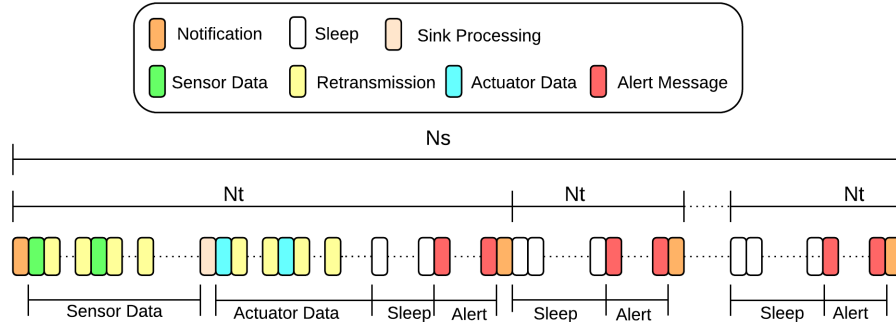 Notification Sleep Sink Processing
Sensor Data Retransmission Actuator Data Alert Message
Ns
Nt Nt Nt
Sensor Data Actuator Data Sleep Alert Sleep Alert Sleep Alert